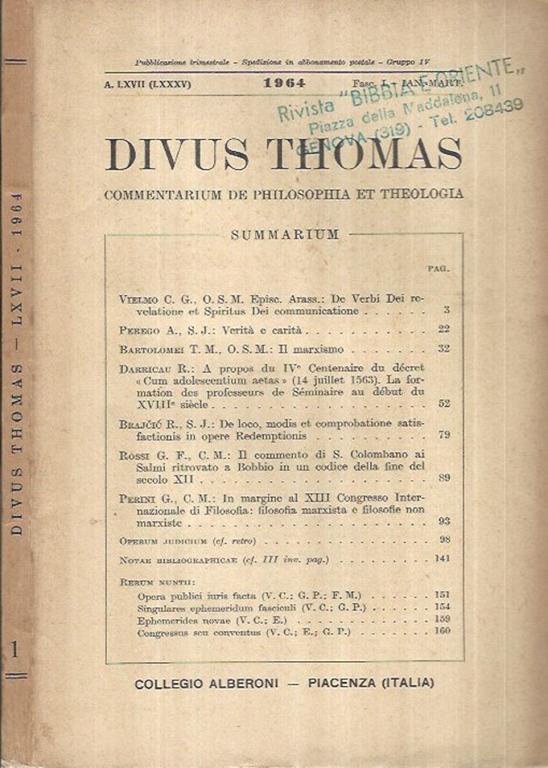 Pubblicazione trimestrale - Spedizione in abbonamento postale - Gruppo IV
A. LXVII (LXXXV) 1964 Fasc. I - JAN.-MART.
Rivista "BIBBIA E ORIENTE"
Piazza della Maddalena, 11
GENOVA (319) - Tel. 208439
DIVUS THOMAS
COMMENTARIUM DE PHILOSOPHIA ET THEOLOGIA
SUMMARIUM
PAG.
VIELMO C. G., O. S. M. Episc. Arass.: De Verbi Dei re-
velatione et Spiritus Dei communicatione . . . . . . 3
PEREGO A., S. J.: Verità e carità . . . . . . . . . . . . 22
BARTOLOMEI T. M., O. S. M.: Il marxismo . . . . . . . . 32
DARRICAU R.: A propos du IVe Centenaire du décret
« Cum adolescentium aetas » (14 juillet 1563). La for-
mation des professeurs de Séminaire au début du
XVIIIe siècle . . . . . . . . . . . . . . . . . . . 52
BRAJČIĆ R., S. J.: De loco, modis et comprobatione satis-
factionis in opere Redemptionis . . . . . . . . . . . 79
ROSSI G. F., C. M.: Il commento di S. Colombano ai
Salmi ritrovato a Bobbio in un codice della fine del
secolo XII . . . . . . . . . . . . . . . . . . . . 89
PERINI G., C. M.: In margine al XIII Congresso Inter-
nazionale di Filosofia: filosofia marxista e filosofie non
marxiste . . . . . . . . . . . . . . . . . . . . . 93
OPERUM JUDICIUM (cf. retro) . . . . . . . . . . . . . 98
NOTAE BIBLIOGRAPHICAE (cf. III inv. pag.) . . . . . . . 141
RERUM NUNTII:
Opera publici iuris facta (V. C.; G. P.; F. M.) . . . . . 151
Singulares ephemeridum fasciculi (V. C.; G. P.) . . . . . 154
Ephemerides novae (V. C.; E.) . . . . . . . . . . . 159
Congressus seu conventus (V. C.; E.; G. P.) . . . . . . 160
COLLEGIO ALBERONI — PIACENZA (ITALIA)
DIVUS THOMAS — LXVII - 1964
1